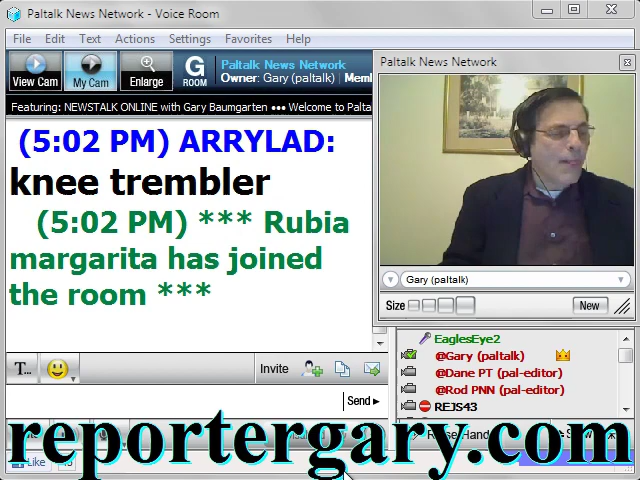 Paltalk News Network - Voice Room
File Edit Text Actions Settings Favorites Help
View Cam
My Cam
Enlarge
G
ROOM
Paltalk News Network
Owner: Gary (paltalk) | Memb
Featuring: NEWSTALK ONLINE with Gary Baumgarten ●●● Welcome to Palta
(5:02 PM) ARRYLAD:
knee trembler
(5:02 PM) *** Rubia
margarita has joined
the room ***
Paltalk News Network
Gary (paltalk)
Size
New
EaglesEye2
@Gary (paltalk)
@Dane PT (pal-editor)
@Rod PNN (pal-editor)
REJS43
T...
Invite
Send
Like
reportergary.com